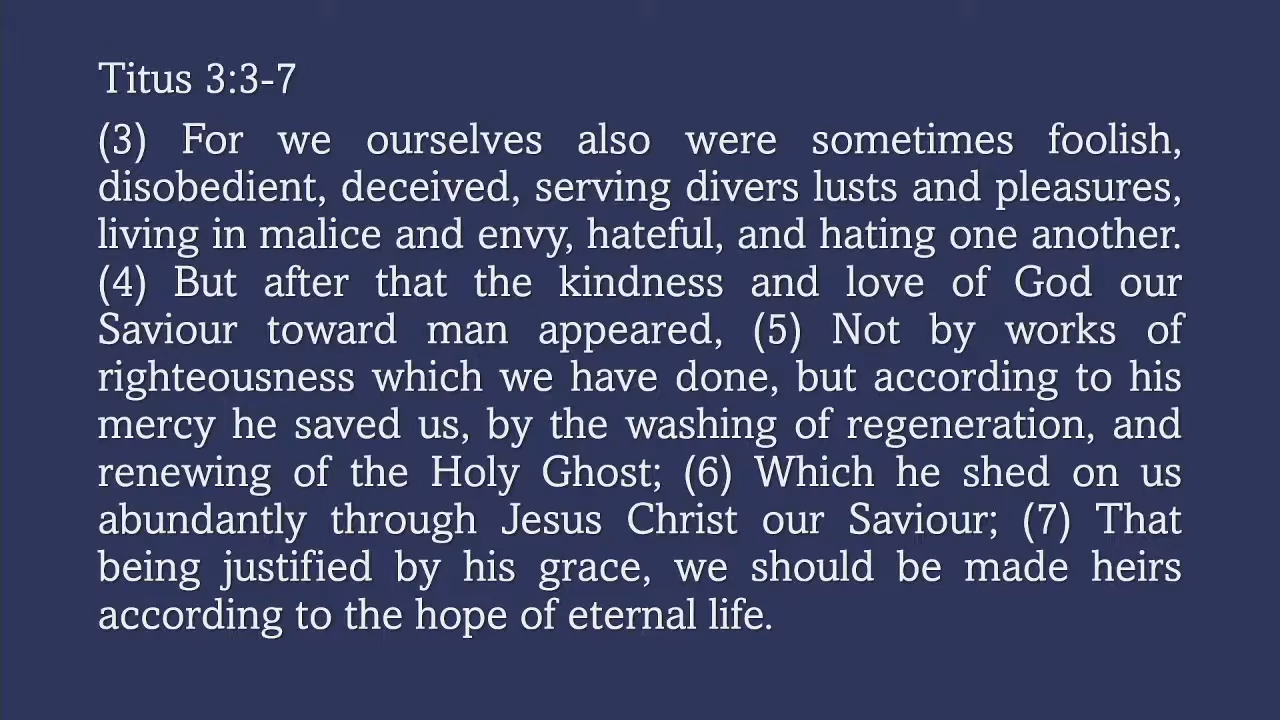 Titus 3:3-7
(3) For we ourselves also were sometimes foolish,
disobedient, deceived, serving divers lusts and pleasures,
living in malice and envy, hateful, and hating one another.
(4) But after that the kindness and love of God our
Saviour toward man appeared, (5) Not by works of
righteousness which we have done, but according to his
mercy he saved us, by the washing of regeneration, and
renewing of the Holy Ghost; (6) Which he shed on us
abundantly through Jesus Christ our Saviour; (7) That
being justified by his grace, we should be made heirs
according to the hope of eternal life.